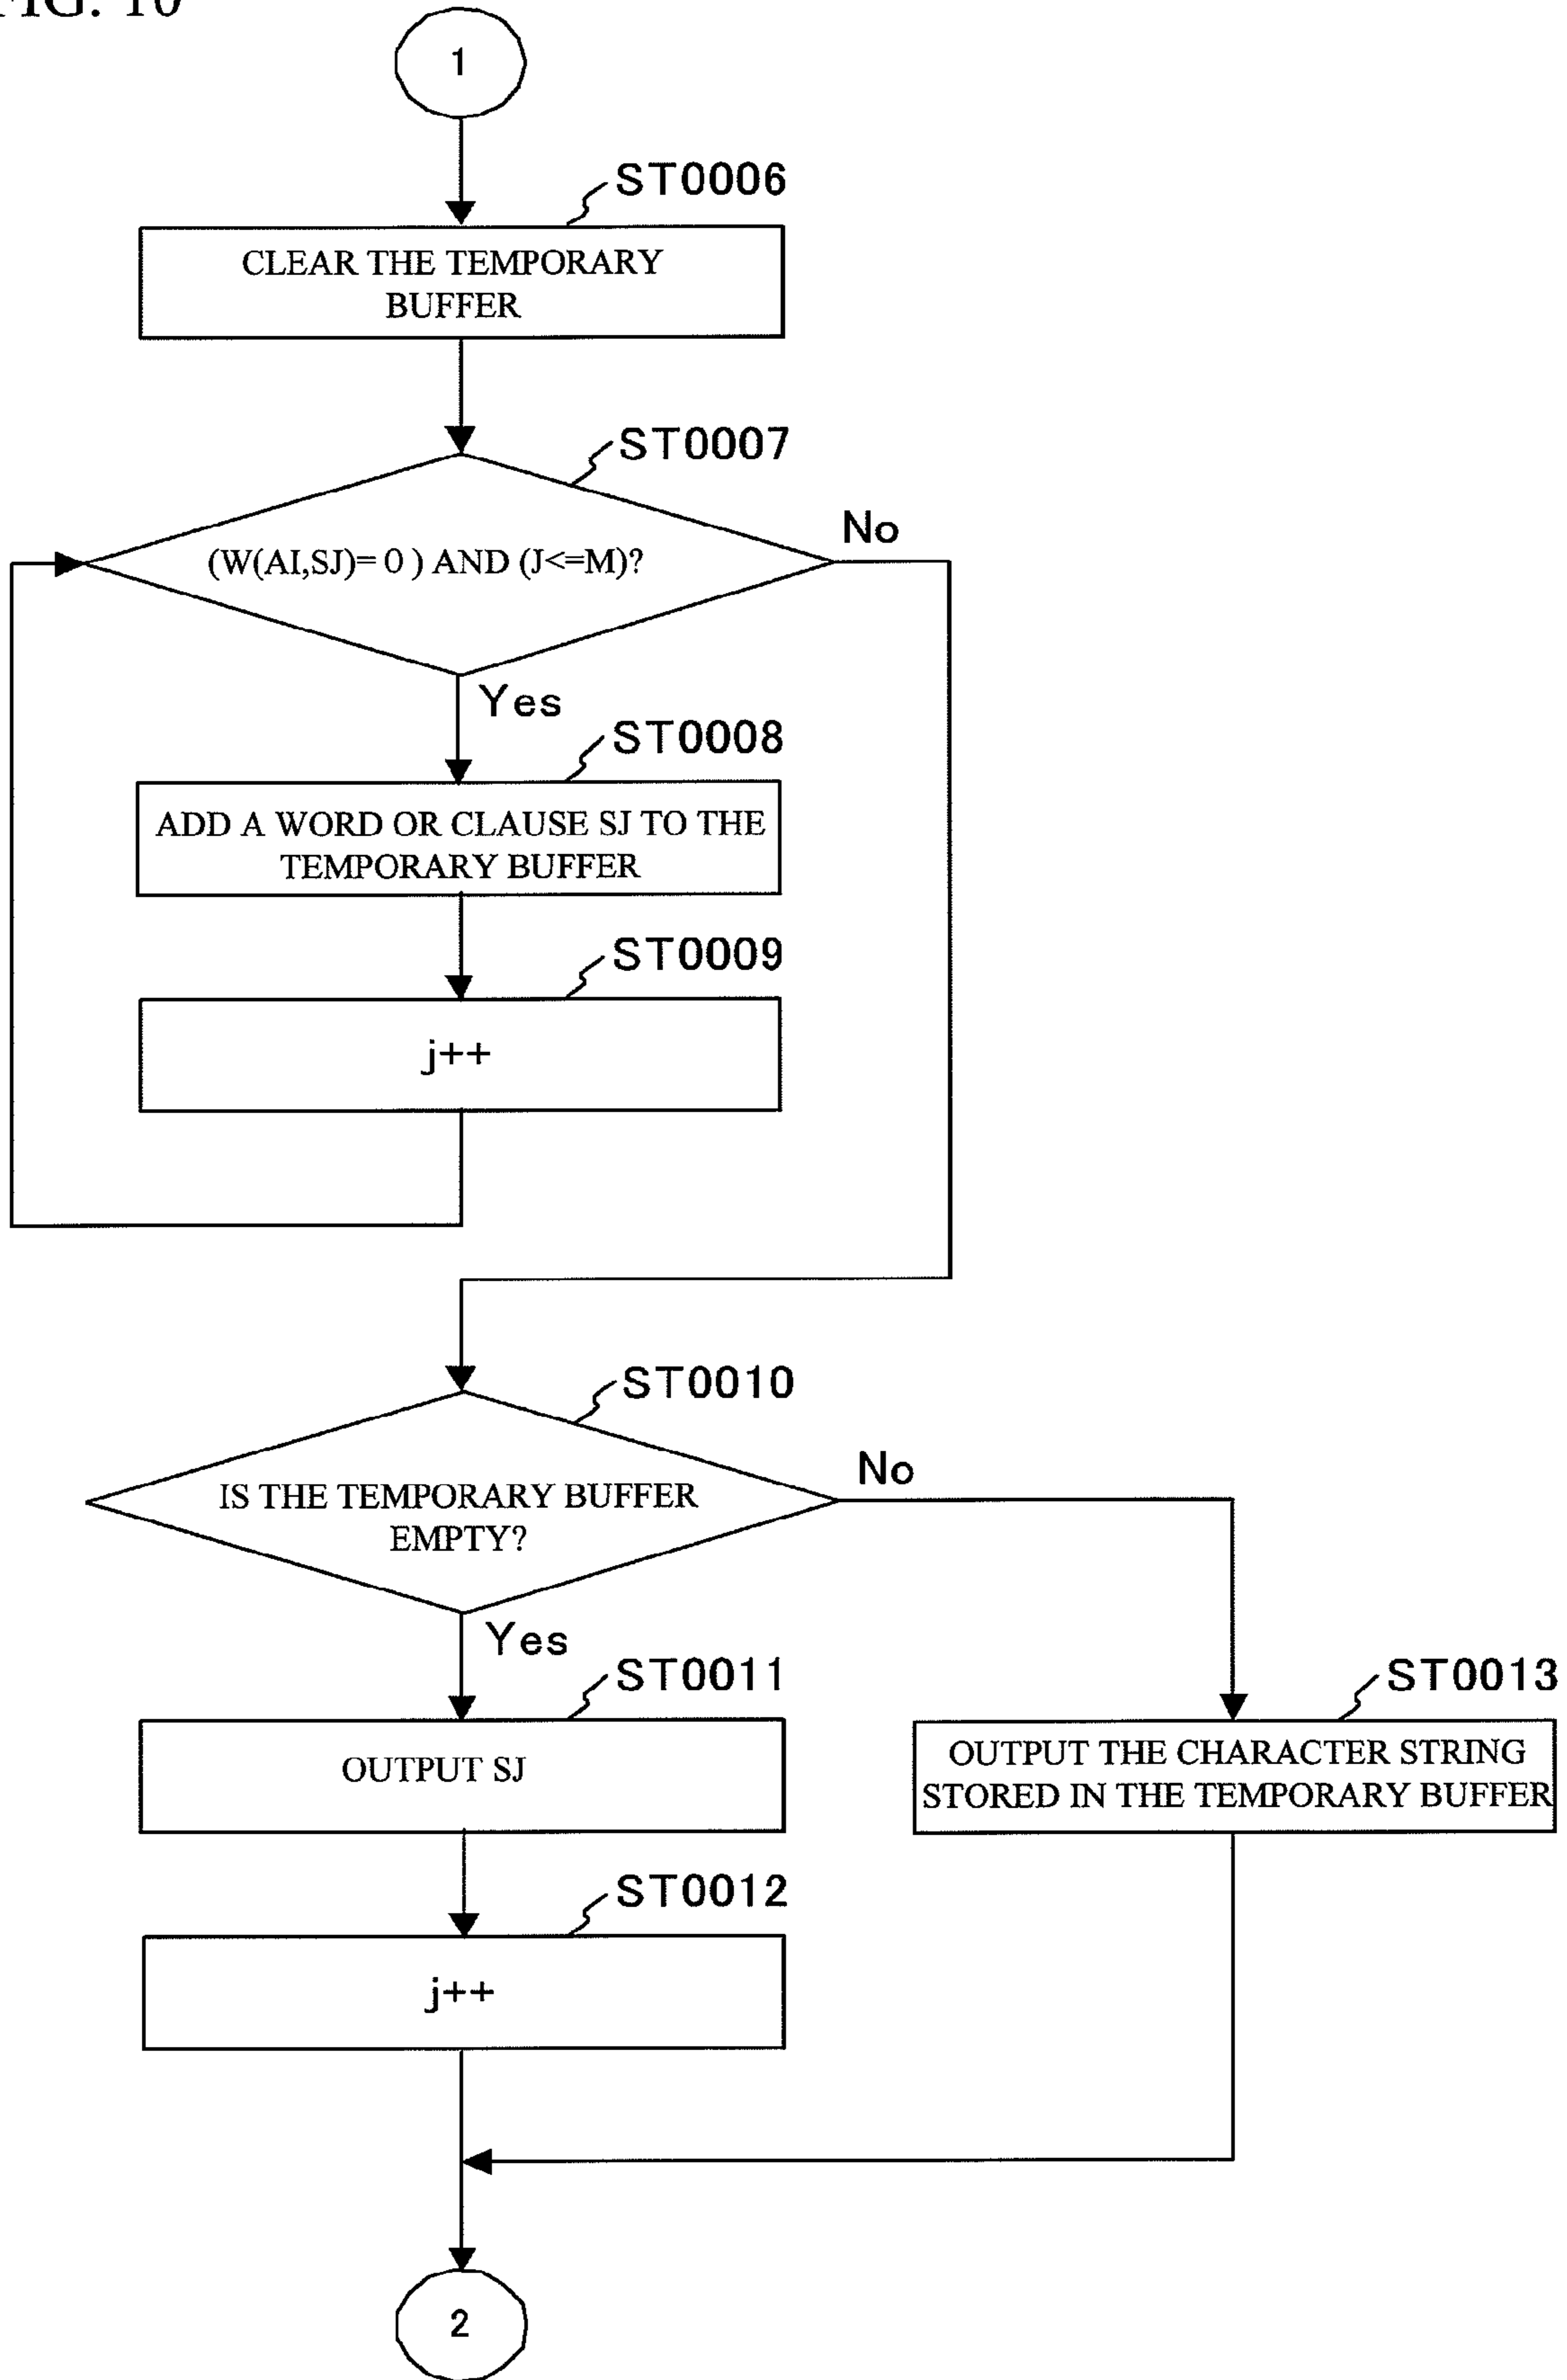 FIG. 10
1
ST0006
CLEAR THE TEMPORARY
BUFFER
ST0007
(W(AI,SJ)= 0 ) AND (J<=M)?
No
Yes
ST0008
ADD A WORD OR CLAUSE SJ TO THE
TEMPORARY BUFFER
ST0009
j++
ST0010
IS THE TEMPORARY BUFFER
EMPTY?
No
Yes
ST0011
OUTPUT SJ
ST0013
OUTPUT THE CHARACTER STRING
STORED IN THE TEMPORARY BUFFER
ST0012
j++
2